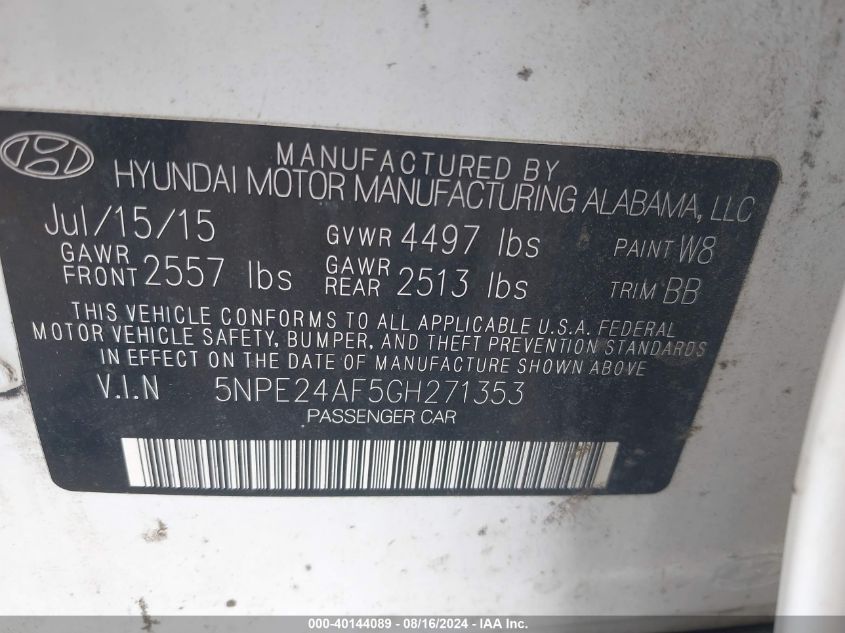 MANUFACTURED BY
HYUNDAI MOTOR MANUFACTURING ALABAMA, LLC
Jul/15/15 GVWR 4497 lbs PAINT W8
GAWR FRONT 2557 lbs GAWR REAR 2513 lbs TRIM BB
THIS VEHICLE CONFORMS TO ALL APPLICABLE U.S.A. FEDERAL
MOTOR VEHICLE SAFETY, BUMPER, AND THEFT PREVENTION STANDARDS
IN EFFECT ON THE DATE OF MANUFACTURE SHOWN ABOVE
V.I.N 5NPE24AF5GH271353
PASSENGER CAR
000-40144089 - 08/16/2024 - IAA Inc.